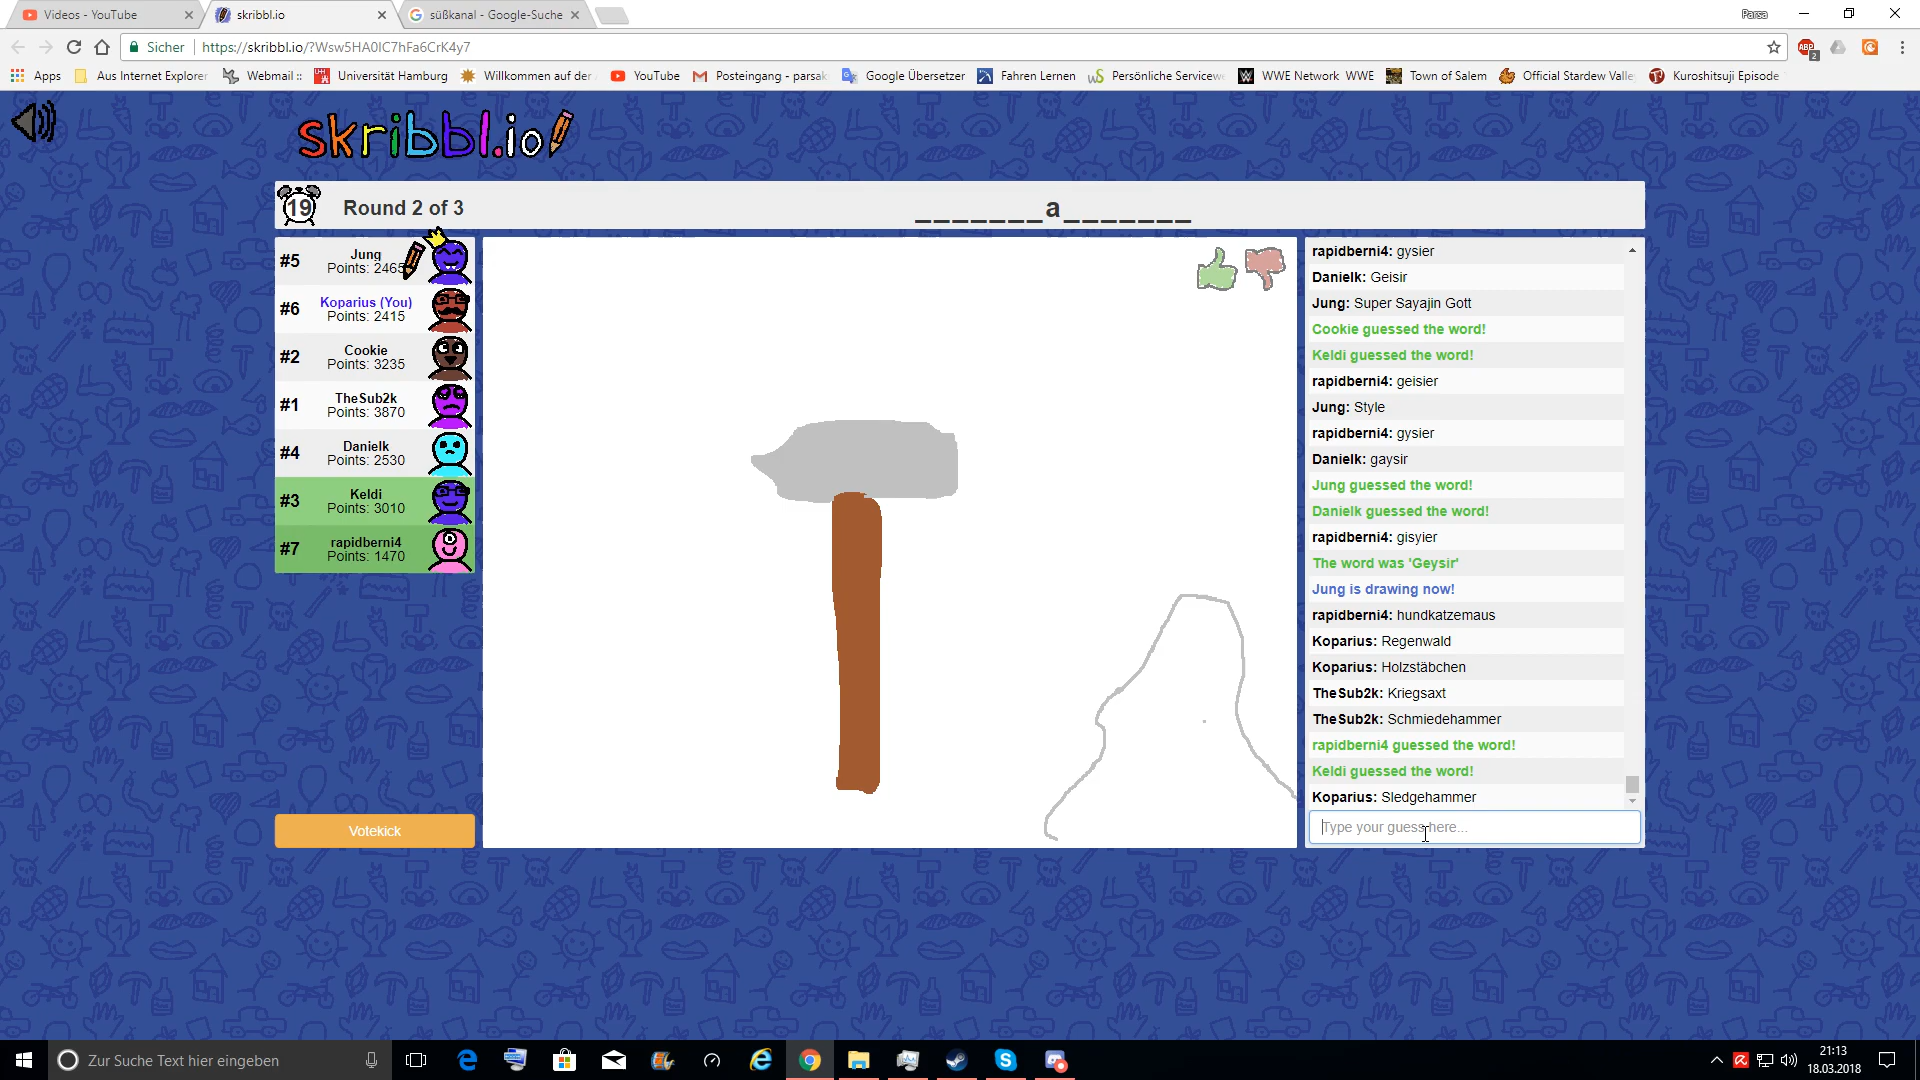 Videos - YouTube
skribbl.io
süßkanal - Google-Suche
Parsa
Sicher
https://skribbl.io/?Wsw5HA0IC7hFa6CrK4y7
ABP
2
Apps
Aus Internet Explorer
Webmail ::
Universität Hamburg
Willkommen auf der
YouTube
Posteingang - parsak
Google Übersetzer
Fahren Lernen
Persönliche Servicew
WWE Network WWE
Town of Salem
Official Stardew Valle
Kuroshitsuji Episode
skribbl.io
19
Round 2 of 3
_______a_______
#5
Jung
Points: 2465
#6
Koparius (You)
Points: 2415
#2
Cookie
Points: 3235
#1
TheSub2k
Points: 3870
#4
Danielk
Points: 2530
#3
Keldi
Points: 3010
#7
rapidberni4
Points: 1470
Votekick
rapidberni4: gysier
Danielk: Geisir
Jung: Super Sayajin Gott
Cookie guessed the word!
Keldi guessed the word!
rapidberni4: geisier
Jung: Style
rapidberni4: gysier
Danielk: gaysir
Jung guessed the word!
Danielk guessed the word!
rapidberni4: gisyier
The word was 'Geysir'
Jung is drawing now!
rapidberni4: hundkatzemaus
Koparius: Regenwald
Koparius: Holzstäbchen
TheSub2k: Kriegsaxt
TheSub2k: Schmiedehammer
rapidberni4 guessed the word!
Keldi guessed the word!
Koparius: Sledgehammer
Type your guess here...
Zur Suche Text hier eingeben
21:13
18.03.2018